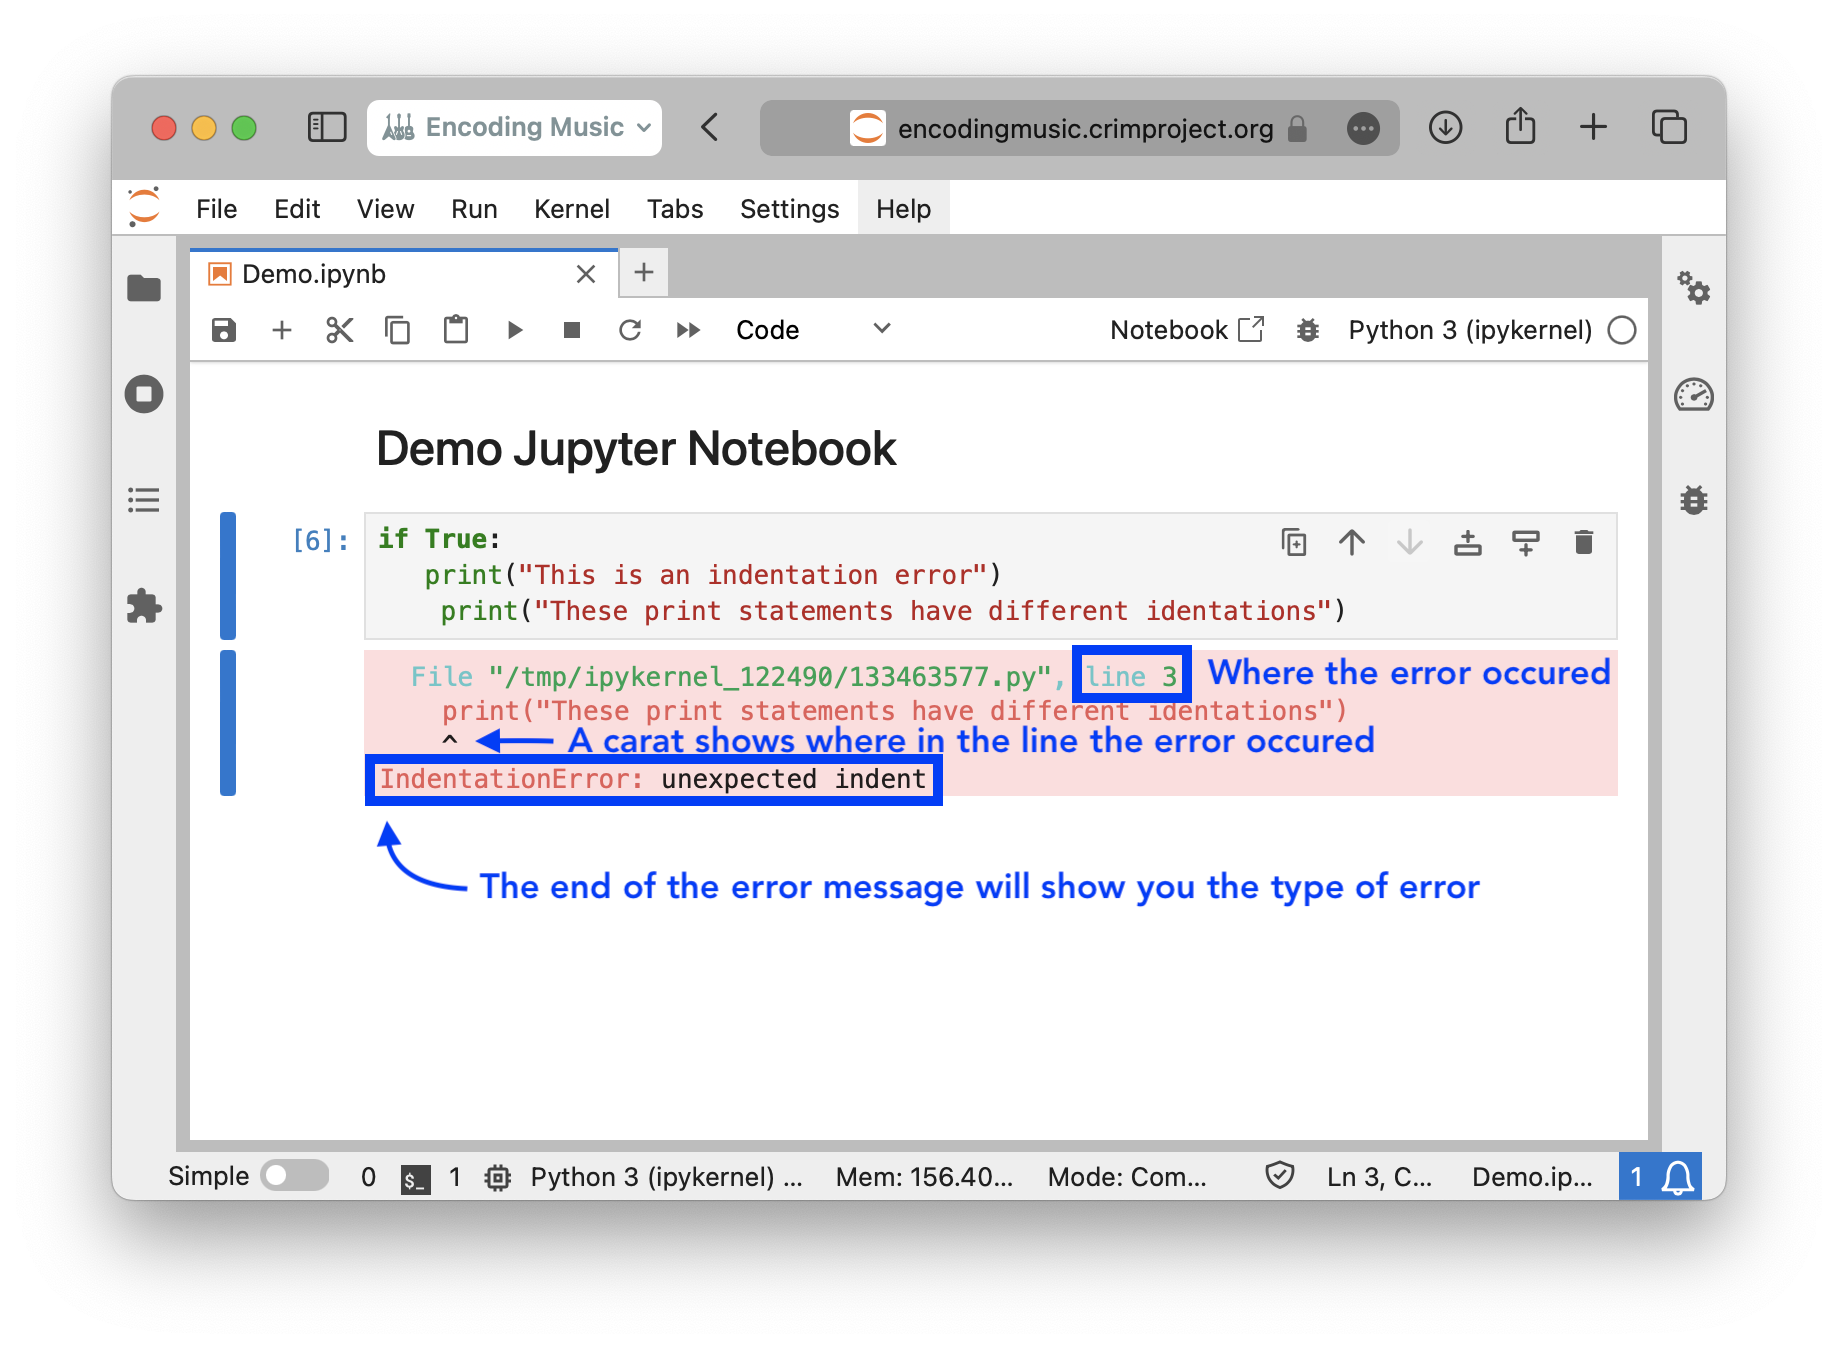 Encoding Music
encodingmusic.crimproject.org
File Edit View Run Kernel Tabs Settings Help
Demo.ipynb
Code
Notebook
Python 3 (ipykernel)
Demo Jupyter Notebook
[6]:
if True:
   print("This is an indentation error")
    print("These print statements have different identations")
File "/tmp/ipykernel_122490/133463577.py", line 3 Where the error occured
print("These print statements have different identations")
^ A carat shows where in the line the error occured
IndentationError: unexpected indent
The end of the error message will show you the type of error
Simple 0 $_ 1 Python 3 (ipykernel) ... Mem: 156.40... Mode: Com... Ln 3, C... Demo.ip... 1